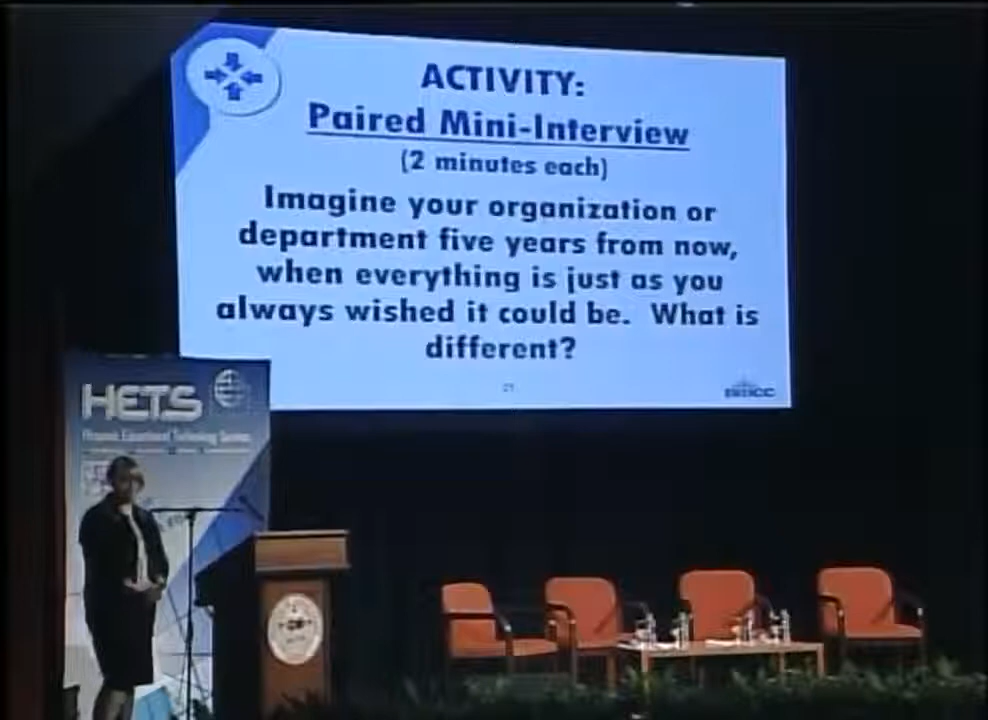 ACTIVITY:
Paired Mini-Interview
(2 minutes each)
Imagine your organization or
department five years from now,
when everything is just as you
always wished it could be. What is
different?
21
HETS